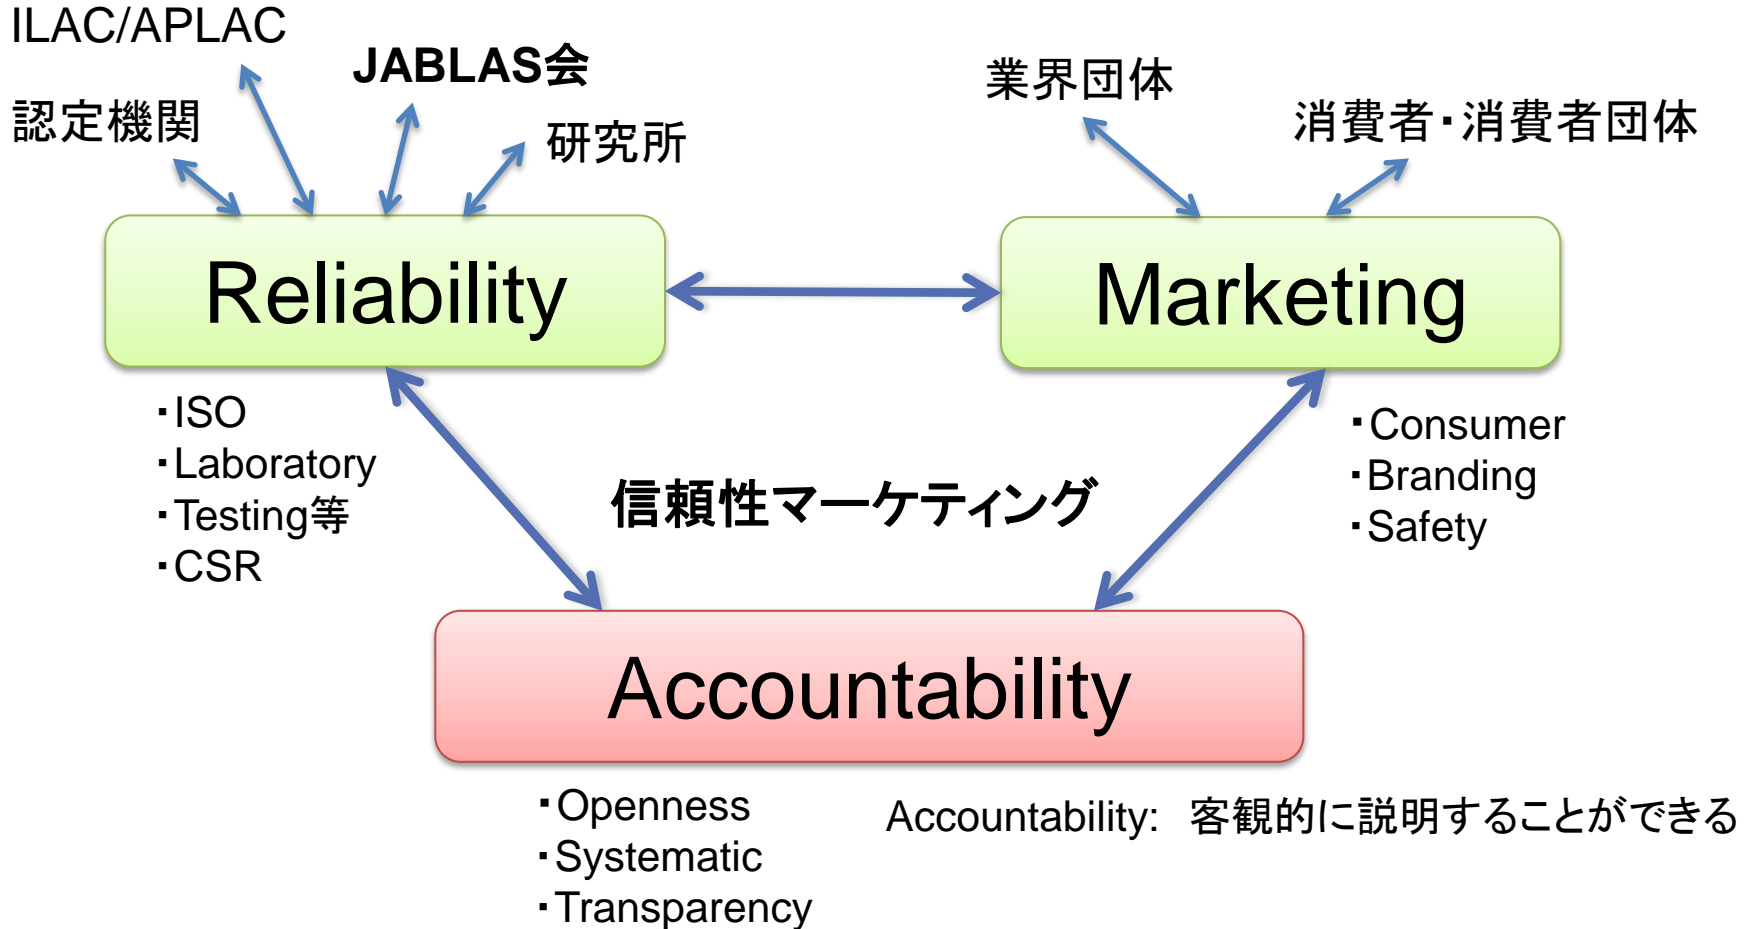 ILAC/APLAC
JABLAS会
認定機関
研究所
業界団体
消費者・消費者団体
Reliability
Marketing
・ISO
・Laboratory
・Testing等
・CSR
・Consumer
・Branding
・Safety
信頼性マーケティング
Accountability
・Openness
・Systematic
・Transparency
Accountability: 客観的に説明することができる